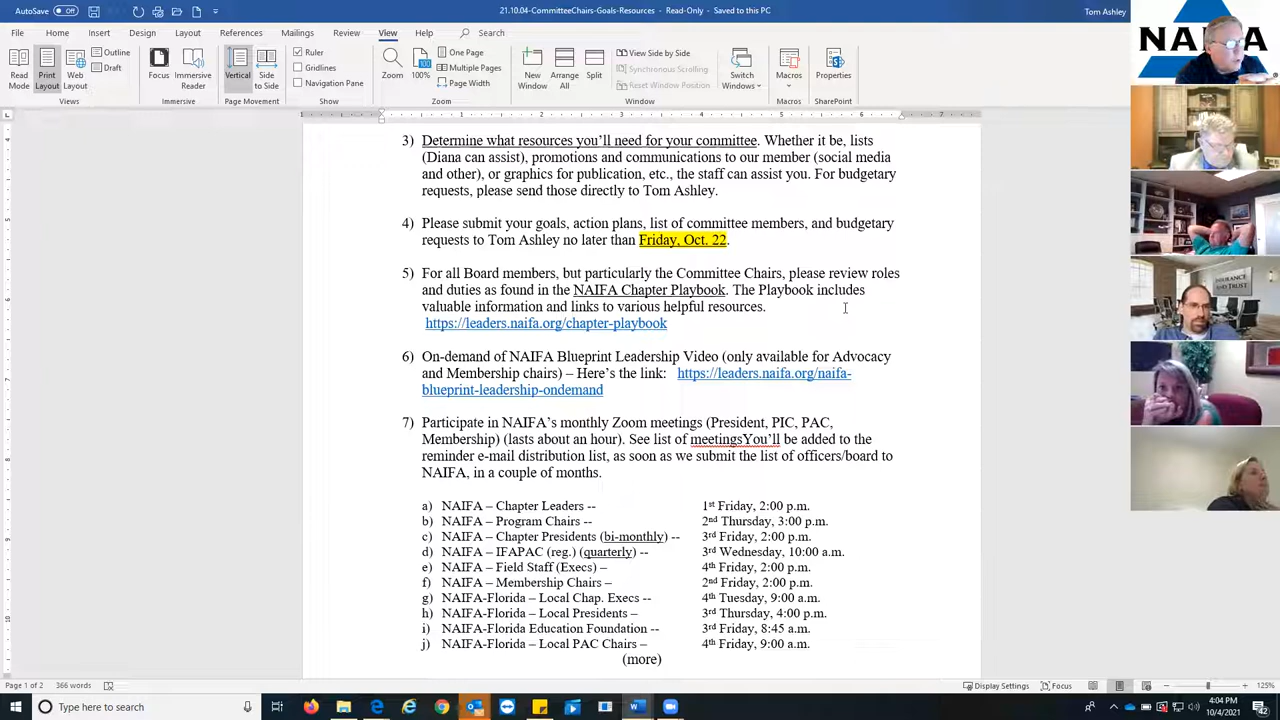 AutoSave Off 21.10.04-CommitteeChairs-Goals-Resources - Read-Only - Saved to this PC Tom Ashley
File Home Insert Design Layout References Mailings Review View Help Search
Read Mode Print Layout Web Layout Outline Draft Focus Immersive Reader Vertical Side to Side Ruler Gridlines Navigation Pane Zoom 100% One Page Multiple Pages Page Width New Window Arrange All Split View Side by Side Synchronous Scrolling Reset Window Position Switch Windows Macros Properties
Views Immersive Page Movement Show Zoom Window Macros SharePoint
NAIFA
INSURANCE
AND TRUST
3) Determine what resources you’ll need for your committee. Whether it be, lists
(Diana can assist), promotions and communications to our member (social media
and other), or graphics for publication, etc., the staff can assist you. For budgetary
requests, please send those directly to Tom Ashley.
4) Please submit your goals, action plans, list of committee members, and budgetary
requests to Tom Ashley no later than Friday, Oct. 22.
5) For all Board members, but particularly the Committee Chairs, please review roles
and duties as found in the NAIFA Chapter Playbook. The Playbook includes
valuable information and links to various helpful resources.
https://leaders.naifa.org/chapter-playbook
6) On-demand of NAIFA Blueprint Leadership Video (only available for Advocacy
and Membership chairs) – Here’s the link: https://leaders.naifa.org/naifa-
blueprint-leadership-ondemand
7) Participate in NAIFA’s monthly Zoom meetings (President, PIC, PAC,
Membership) (lasts about an hour). See list of meetingsYou’ll be added to the
reminder e-mail distribution list, as soon as we submit the list of officers/board to
NAIFA, in a couple of months.
a) NAIFA – Chapter Leaders -- 1st Friday, 2:00 p.m.
b) NAIFA – Program Chairs -- 2nd Thursday, 3:00 p.m.
c) NAIFA – Chapter Presidents (bi-monthly) -- 3rd Friday, 2:00 p.m.
d) NAIFA – IFAPAC (reg.) (quarterly) -- 3rd Wednesday, 10:00 a.m.
e) NAIFA – Field Staff (Execs) – 4th Friday, 2:00 p.m.
f) NAIFA – Membership Chairs – 2nd Friday, 2:00 p.m.
g) NAIFA-Florida – Local Chap. Execs -- 4th Tuesday, 9:00 a.m.
h) NAIFA-Florida – Local Presidents – 3rd Thursday, 4:00 p.m.
i) NAIFA-Florida Education Foundation -- 3rd Friday, 8:45 a.m.
j) NAIFA-Florida – Local PAC Chairs – 4th Friday, 9:00 a.m.
(more)
Page 1 of 2 366 words Display Settings Focus 125%
Type here to search 4:04 PM
10/4/2021 42